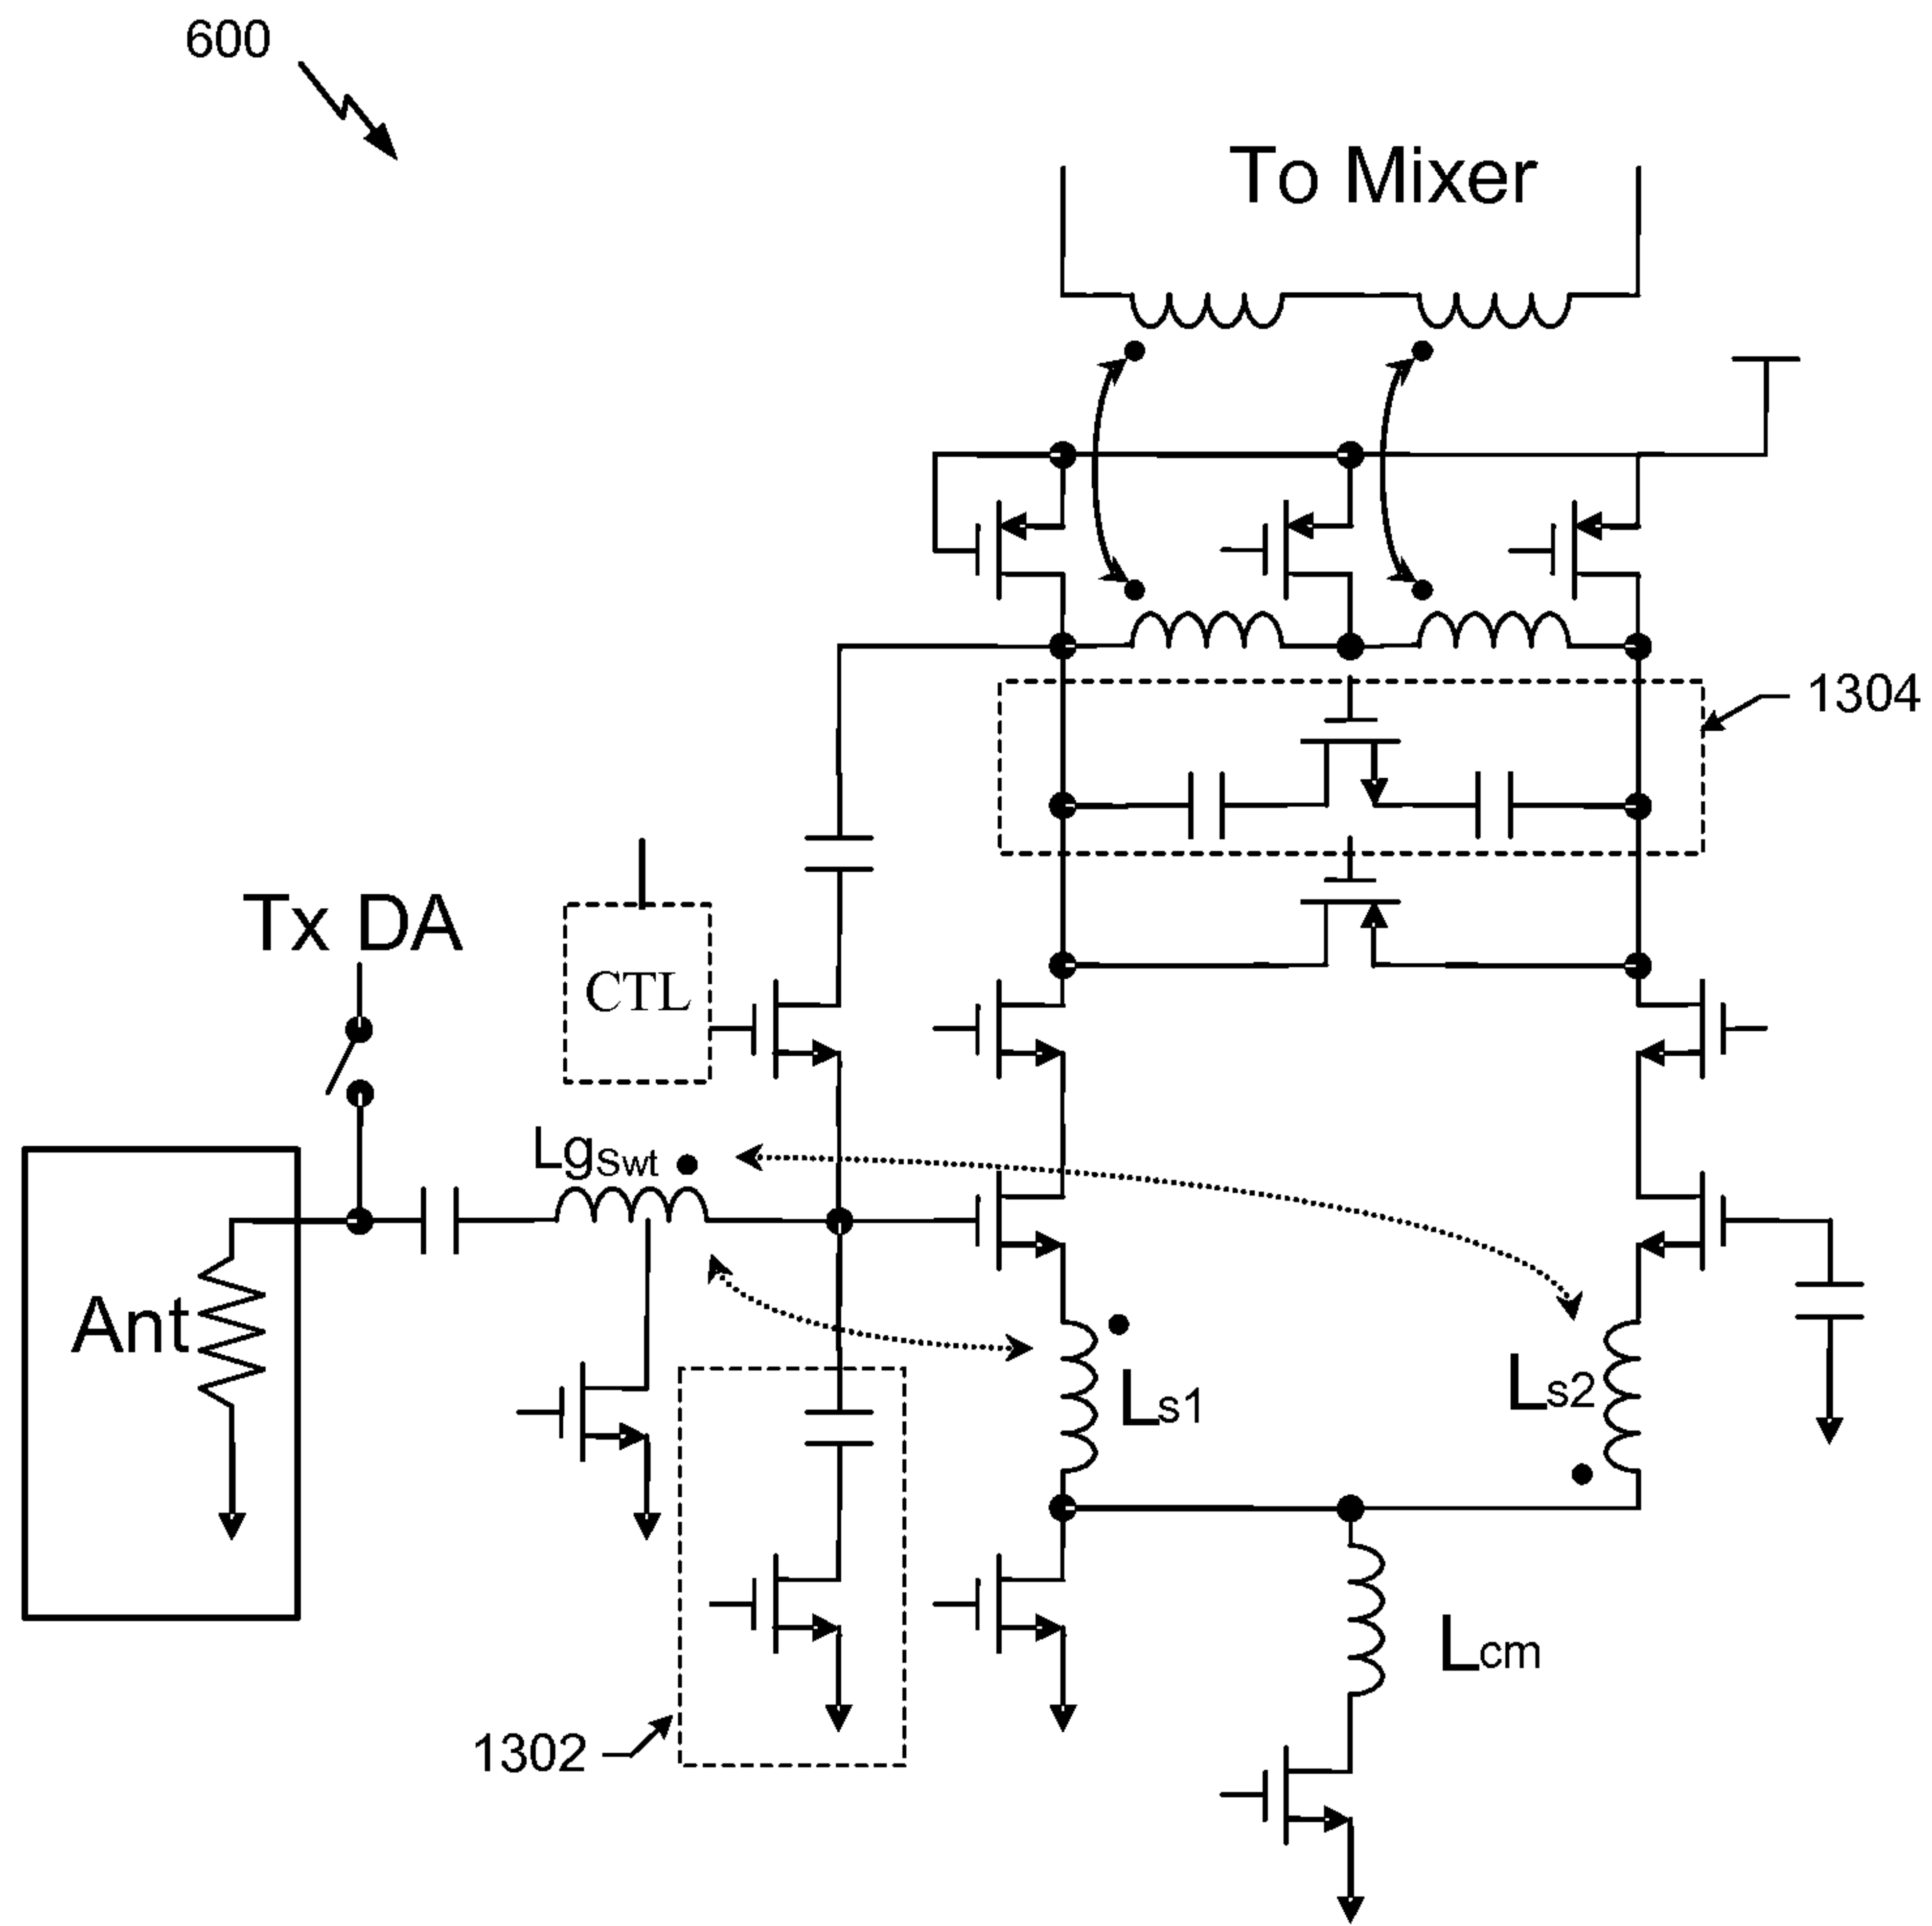 600
To Mixer
1304
Tx DA
CTL
LgSwt
Ant
Ls1
Ls2
Lcm
1302